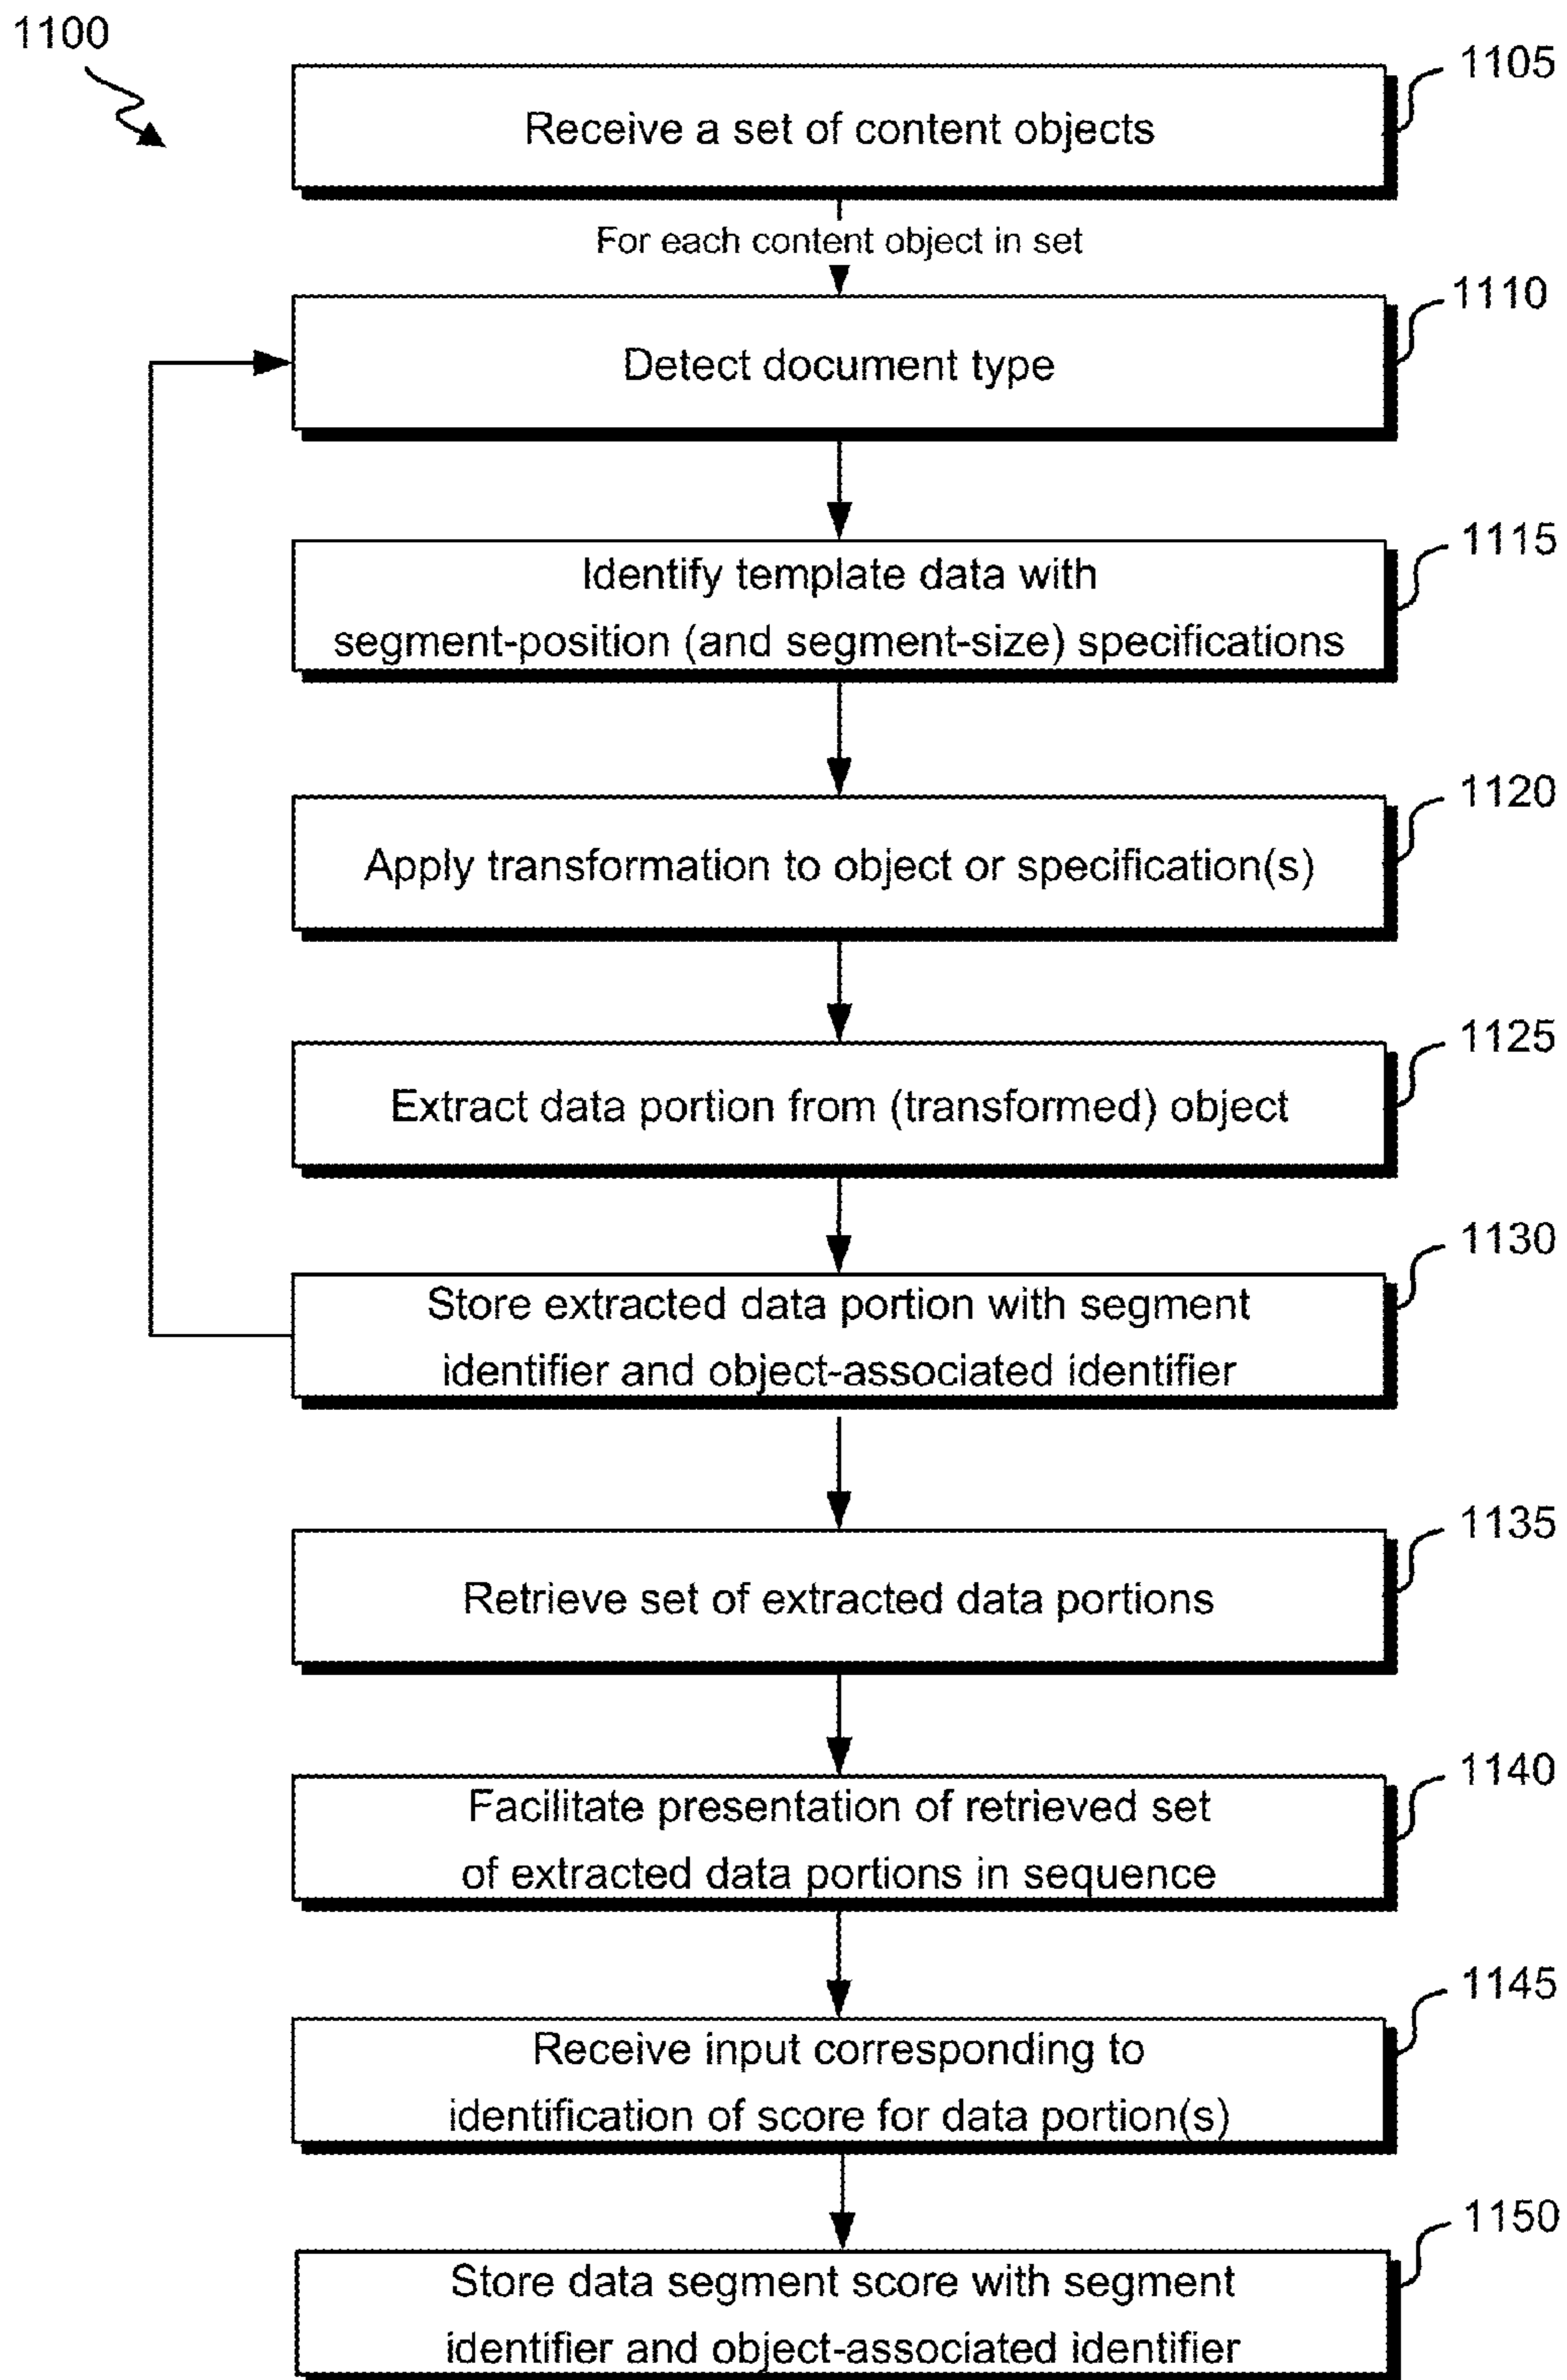 1100
1105
Receive a set of content objects
For each content object in set
1110
Detect document type
1115
Identify template data with
segment-position (and segment-size) specifications
1120
Apply transformation to object or specification(s)
1125
Extract data portion from (transformed) object
1130
Store extracted data portion with segment
identifier and object-associated identifier
1135
Retrieve set of extracted data portions
1140
Facilitate presentation of retrieved set
of extracted data portions in sequence
1145
Receive input corresponding to
identification of score for data portion(s)
1150
Store data segment score with segment
identifier and object-associated identifier